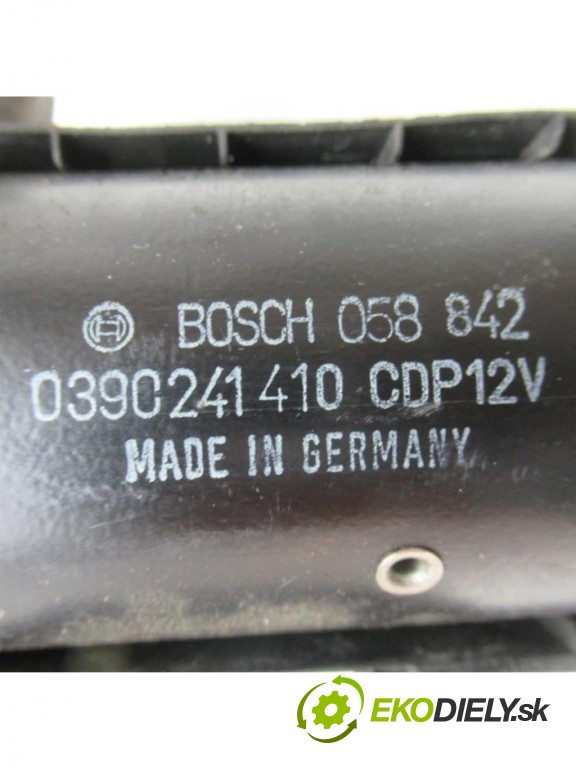 BOSCH 058 842
0390241410 CDP12V
MADE IN GERMANY
EKODIELY.sk